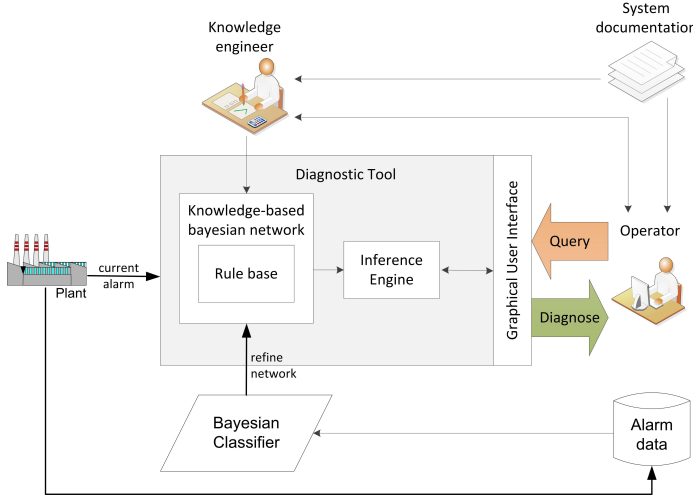 System
documentation
Knowledge
engineer
Diagnostic Tool
Knowledge-based
bayesian network
Rule base
Inference
Engine
Graphical User Interface
Query
Operator
Diagnose
current
alarm
Plant
refine
network
Bayesian
Classifier
Alarm
data